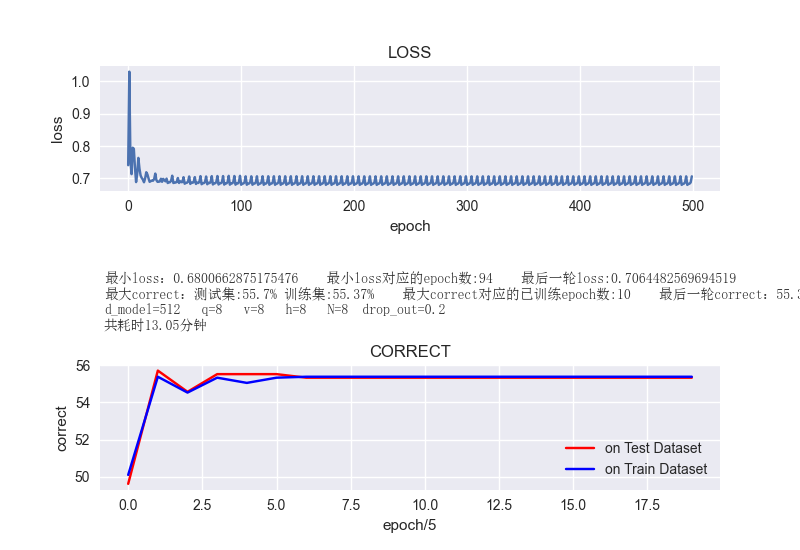 LOSS
1.0
0.9
0.8
0.7
loss
0 100 200 300 400 500
epoch
最小loss：0.6800662875175476 最小loss对应的epoch数:94 最后一轮loss:0.7064482569694519
最大correct：测试集:55.7% 训练集:55.37% 最大correct对应的已训练epoch数:10 最后一轮correct：55.3
d_model=512 q=8 v=8 h=8 N=8 drop_out=0.2
共耗时13.05分钟
CORRECT
56
54
52
50
correct
on Test Dataset
on Train Dataset
0.0 2.5 5.0 7.5 10.0 12.5 15.0 17.5
epoch/5